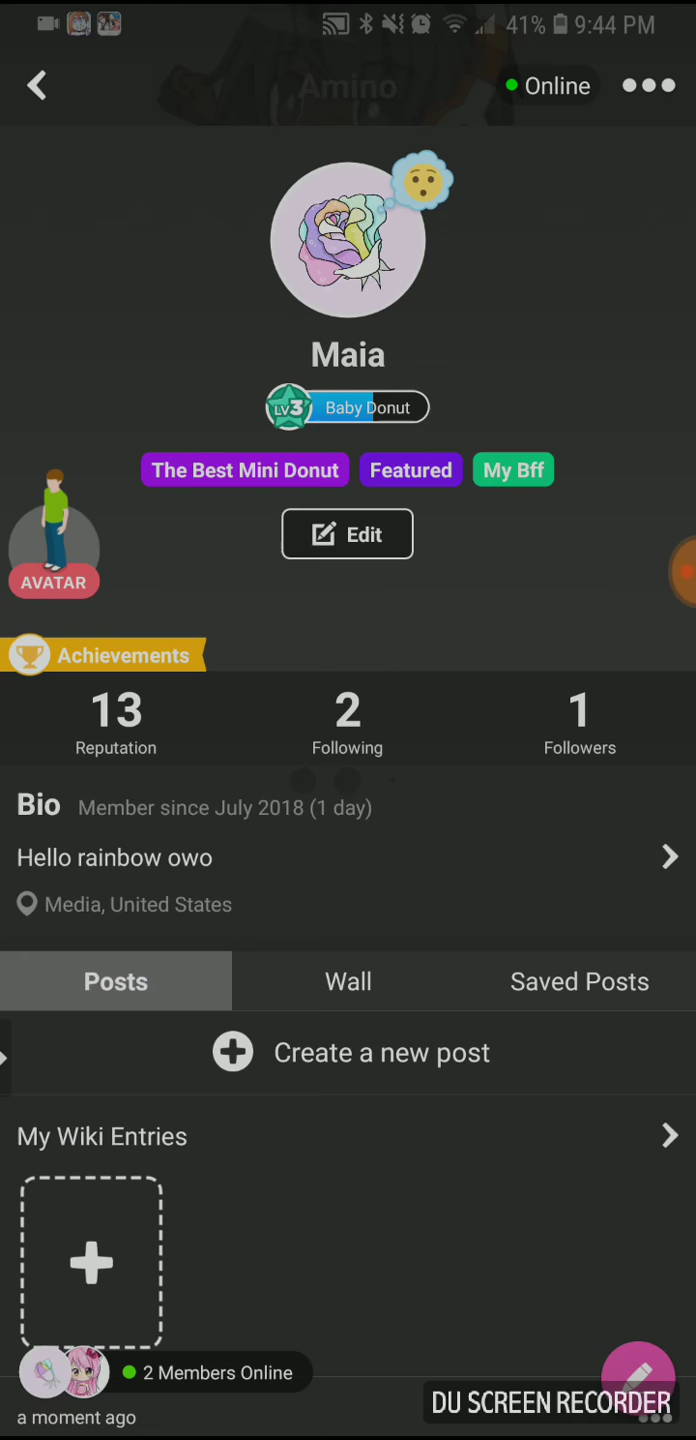 41% 9:44 PM
Amino
Online
Maia
LV3 Baby Donut
The Best Mini Donut Featured My Bff
Edit
AVATAR
Achievements
13 2 1
Reputation Following Followers
Bio Member since July 2018 (1 day)
Hello rainbow owo
Media, United States
Posts Wall Saved Posts
Create a new post
My Wiki Entries
2 Members Online
DU SCREEN RECORDER
a moment ago